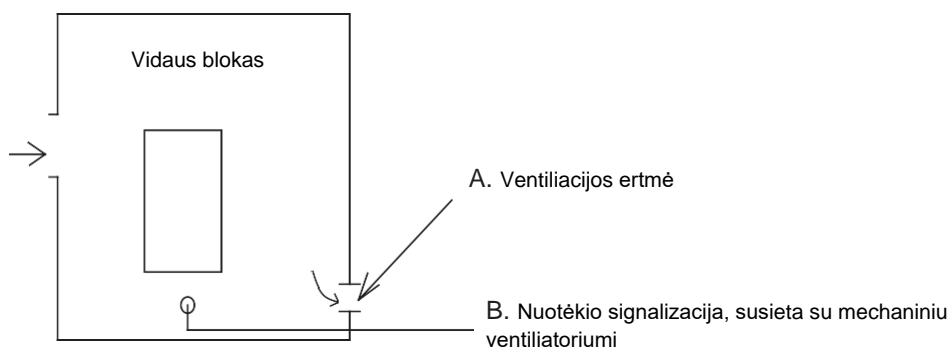 Vidaus blokas
A. Ventiliacijos ertmė
B. Nuotėkio signalizacija, susieta su mechaniniu
ventiliatoriumi